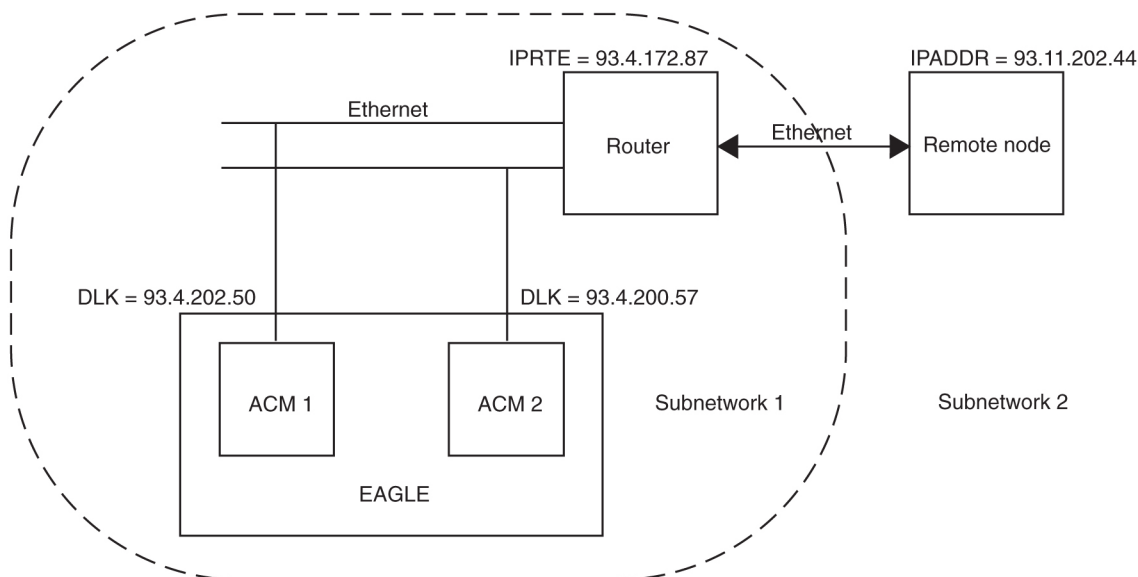 IPRTE = 93.4.172.87
IPADDR = 93.11.202.44
Ethernet
Router
Ethernet
Remote node
DLK = 93.4.202.50
DLK = 93.4.200.57
ACM 1
ACM 2
Subnetwork 1
Subnetwork 2
EAGLE